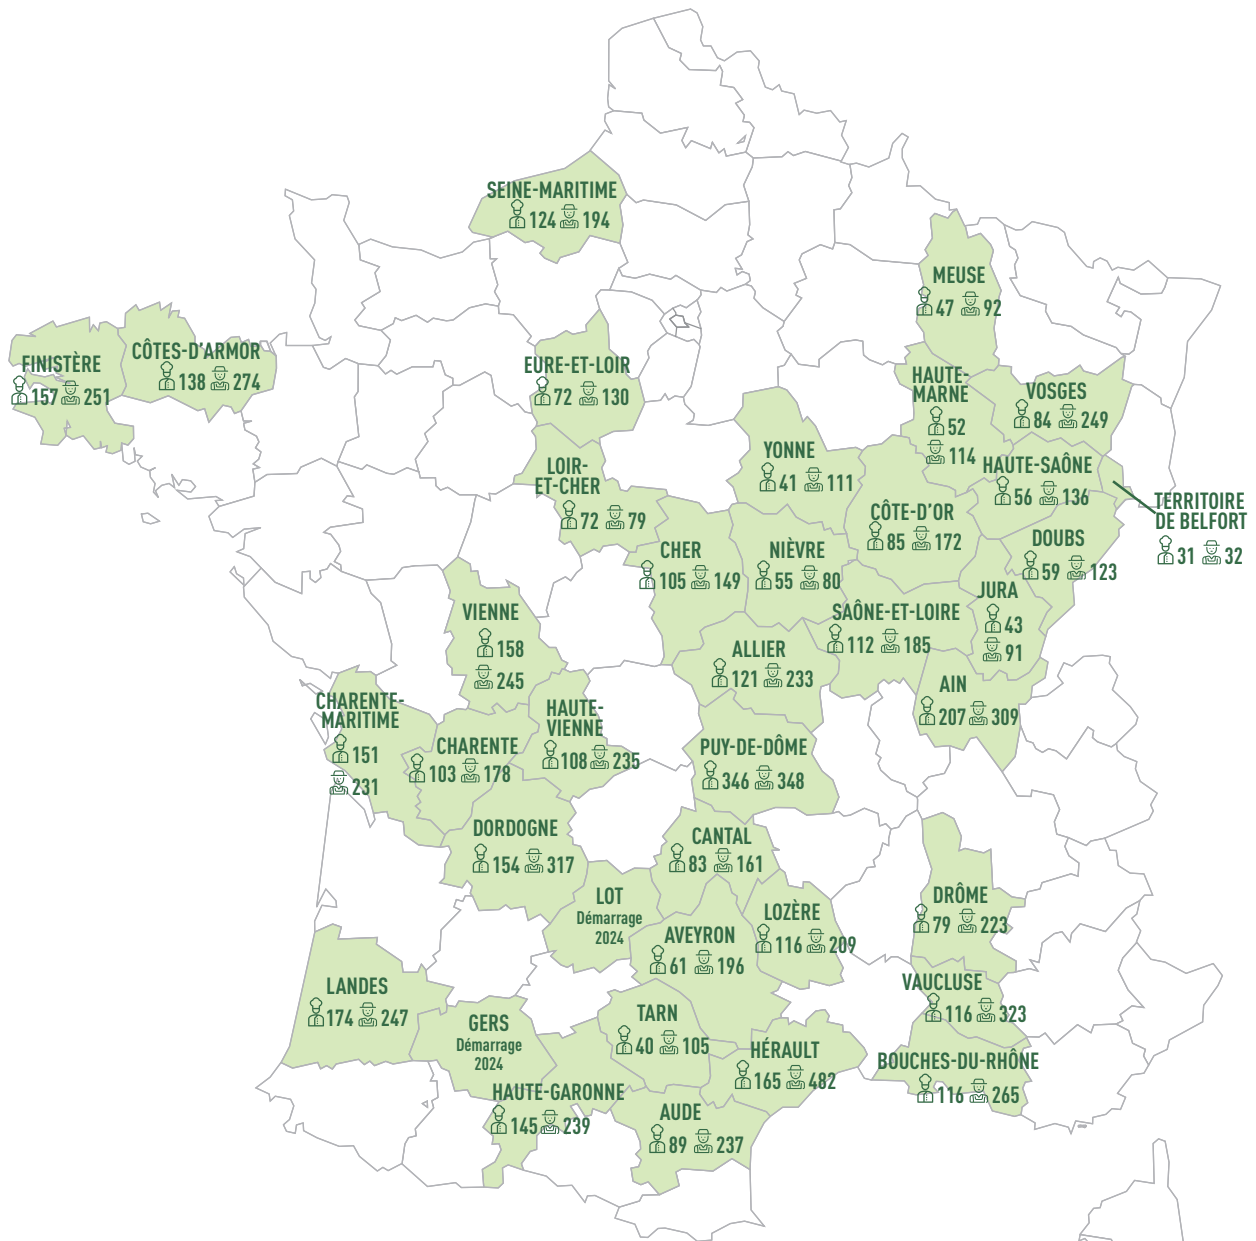 SEINE-MARITIME
124 194
MEUSE
47 92
FINISTÈRE
157 251
CÔTES-D'ARMOR
138 274
EURE-ET-LOIR
72 130
HAUTE-
MARNE
52
114
VOSGES
84 249
LOIR-
ET-CHER
72 79
YONNE
41 111
HAUTE-SAÔNE
56 136
TERRITOIRE
DE BELFORT
31 32
CÔTE-D'OR
85 172
CHER
105 149
NIÈVRE
55 80
DOUBS
59 123
JURA
43
91
VIENNE
158
245
SAÔNE-ET-LOIRE
112 185
ALLIER
121 233
AIN
207 309
CHARENTE-
MARITIME
151
231
HAUTE-
VIENNE
108 235
CHARENTE
103 178
PUY-DE-DÔME
346 348
DORDOGNE
154 317
CANTAL
83 161
LOT
Démarrage
2024
LOZÈRE
116 209
DRÔME
79 223
AVEYRON
61 196
LANDES
174 247
VAUCLUSE
116 323
GERS
Démarrage
2024
TARN
40 105
HÉRAULT
165 482
BOUCHES-DU-RHÔNE
116 265
HAUTE-GARONNE
145 239
AUDE
89 237